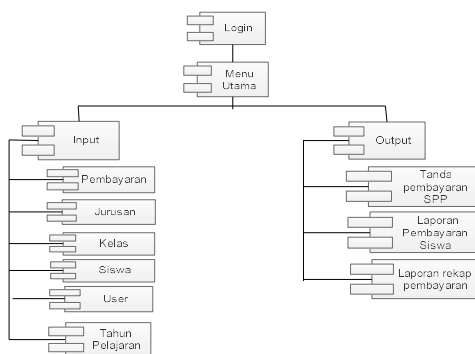 Login
Menu
Utama
Input
Pembayaran
Jurusan
Kelas
Siswa
User
Tahun
Pelajaran
Output
Tanda
pembayaran
SPP
Laporan
Pembayaran
Siswa
Laporan rekap
pembayaran